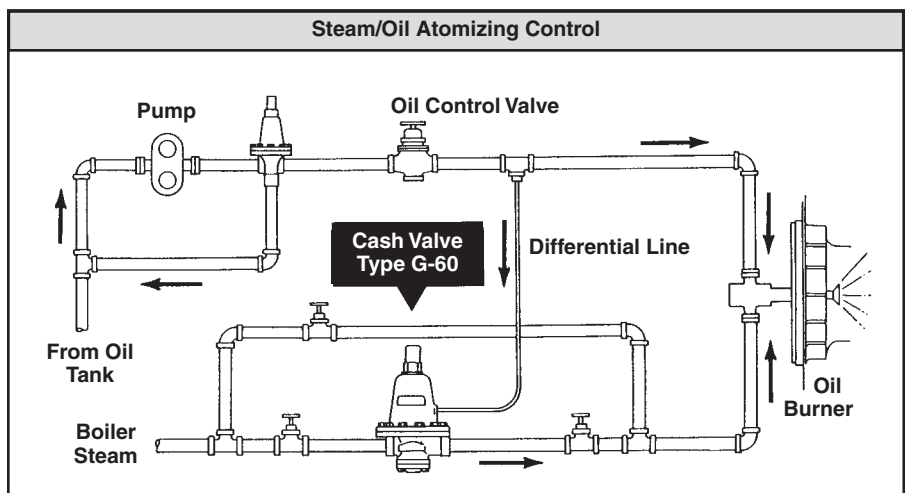 Steam/Oil Atomizing Control
Pump
Oil Control Valve
Cash Valve
Type G-60
Differential Line
From Oil
Tank
Oil
Burner
Boiler
Steam